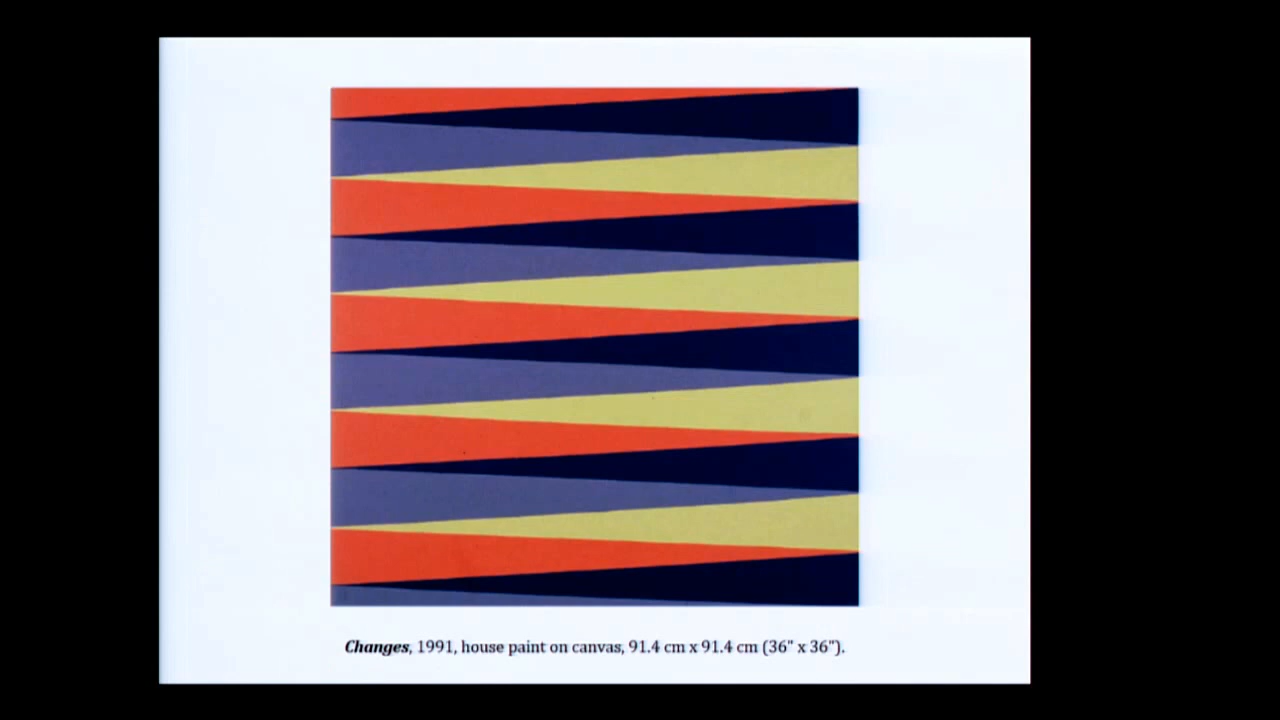 Changes, 1991, house paint on canvas, 91.4 cm x 91.4 cm (36" x 36").